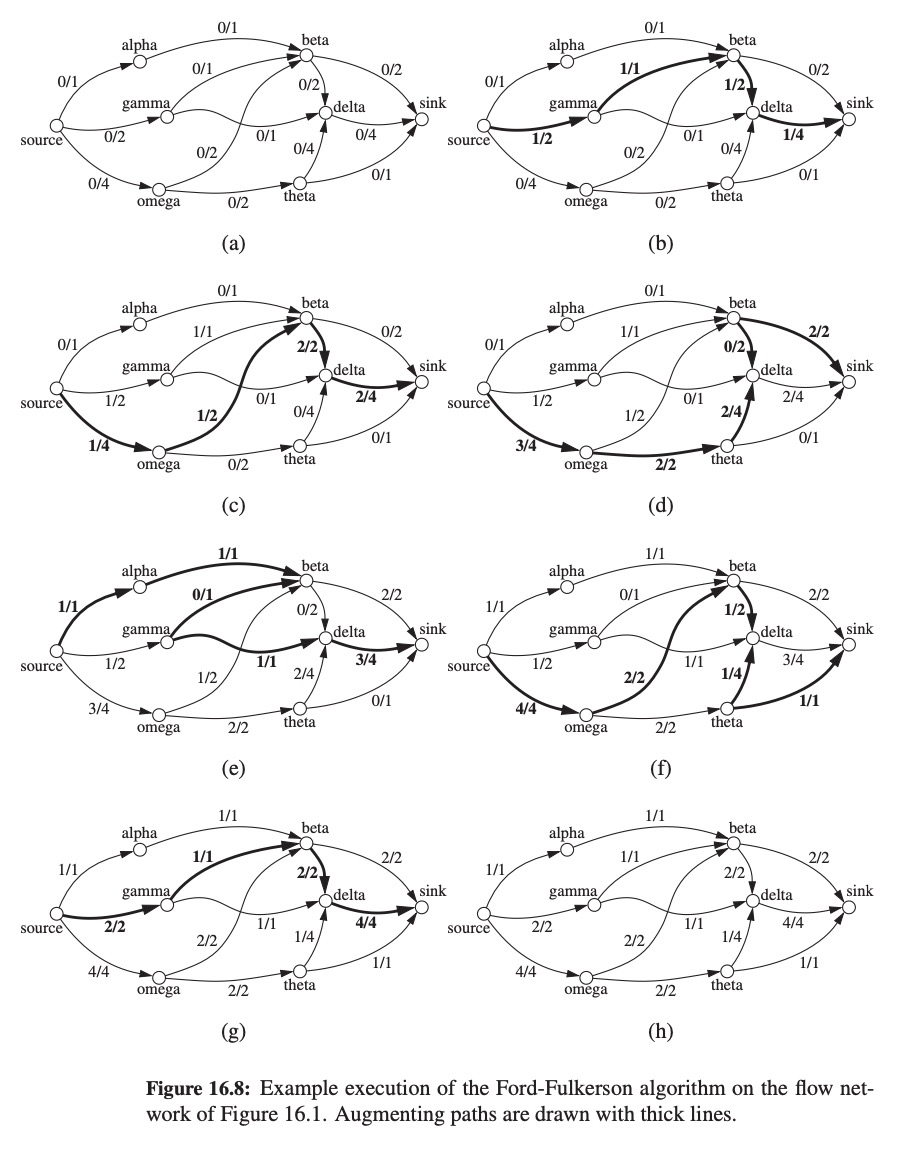 0/1
alpha
beta
0/1
0/1
0/2
0/2
gamma
delta
sink
source
0/2
0/1
0/4
0/2
0/4
0/4
0/1
omega
0/2
theta
(a)
0/1
alpha
beta
0/1
1/1
1/2
0/2
gamma
delta
sink
source
1/2
0/1
1/4
0/2
0/4
0/4
0/1
omega
0/2
theta
(b)
0/1
alpha
beta
0/1
1/1
2/2
0/2
gamma
delta
sink
source
1/2
0/1
2/4
1/2
0/4
1/4
0/1
omega
0/2
theta
(c)
0/1
alpha
beta
0/1
1/1
0/2
2/2
gamma
delta
sink
source
1/2
0/1
2/4
1/2
2/4
3/4
0/1
omega
2/2
theta
(d)
1/1
alpha
beta
1/1
0/1
0/2
2/2
gamma
delta
sink
source
1/2
1/1
3/4
1/2
2/4
3/4
0/1
omega
2/2
theta
(e)
1/1
alpha
beta
1/1
0/1
1/2
2/2
gamma
delta
sink
source
1/2
1/1
3/4
2/2
1/4
4/4
1/1
omega
2/2
theta
(f)
1/1
alpha
beta
1/1
1/1
2/2
2/2
gamma
delta
sink
source
2/2
1/1
4/4
2/2
1/4
4/4
1/1
omega
2/2
theta
(g)
1/1
alpha
beta
1/1
1/1
2/2
2/2
gamma
delta
sink
source
2/2
1/1
4/4
2/2
1/4
4/4
1/1
omega
2/2
theta
(h)
Figure 16.8: Example execution of the Ford-Fulkerson algorithm on the flow net-
work of Figure 16.1. Augmenting paths are drawn with thick lines.